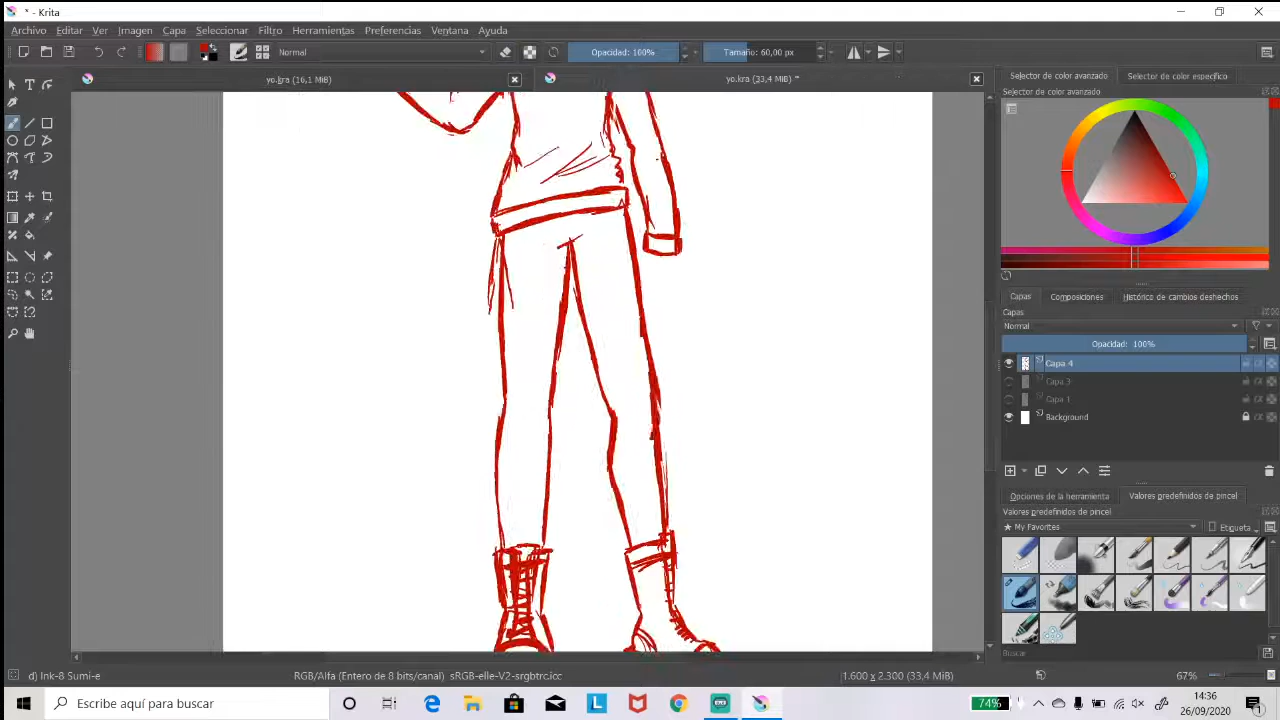 * - Krita
Archivo Editar Ver Imagen Capa Seleccionar Filtro Herramientas Preferencias Ventana Ayuda
Normal Opacidad: 100% Tamaño: 60,00 px
yo.kra (16,1 MiB) yo.kra (33,4 MiB) *
Selector de color avanzado Selector de color específico
Selector de color avanzado
Capas Composiciones Histórico de cambios deshechos
Capas
Normal
Opacidad: 100%
Capa 4
Capa 3
Capa 1
Background
Opciones de la herramienta Valores predefinidos de pincel
Valores predefinidos de pincel
★ My Favorites Etiqueta
Buscar
d) Ink-8 Sumi-e RGB/Alfa (Entero de 8 bits/canal) sRGB-elle-V2-srgbtrc.icc 1.600 x 2.300 (33,4 MiB) 67%
Escribe aquí para buscar L 74% 14:36
26/09/2020 1